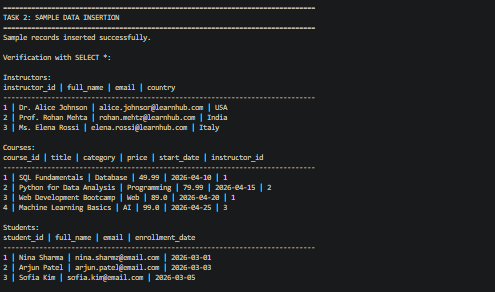 ================================================================================
TASK 2: SAMPLE DATA INSERTION
================================================================================
Sample records inserted successfully.
Verification with SELECT *:
Instructors:
instructor_id | full_name | email | country
--------------------------------------------------------------------------------
1 | Dr. Alice Johnson | alice.johnson@learnhub.com | USA
2 | Prof. Rohan Mehta | rohan.mehta@learnhub.com | India
3 | Ms. Elena Rossi | elena.rossi@learnhub.com | Italy
Courses:
course_id | title | category | price | start_date | instructor_id
--------------------------------------------------------------------------------
1 | SQL Fundamentals | Database | 49.99 | 2026-04-10 | 1
2 | Python for Data Analysis | Programming | 79.99 | 2026-04-15 | 2
3 | Web Development Bootcamp | Web | 89.0 | 2026-04-20 | 1
4 | Machine Learning Basics | AI | 99.0 | 2026-04-25 | 3
Students:
student_id | full_name | email | enrollment_date
--------------------------------------------------------------------------------
1 | Nina Sharma | nina.sharma@email.com | 2026-03-01
2 | Arjun Patel | arjun.patel@email.com | 2026-03-03
3 | Sofia Kim | sofia.kim@email.com | 2026-03-05